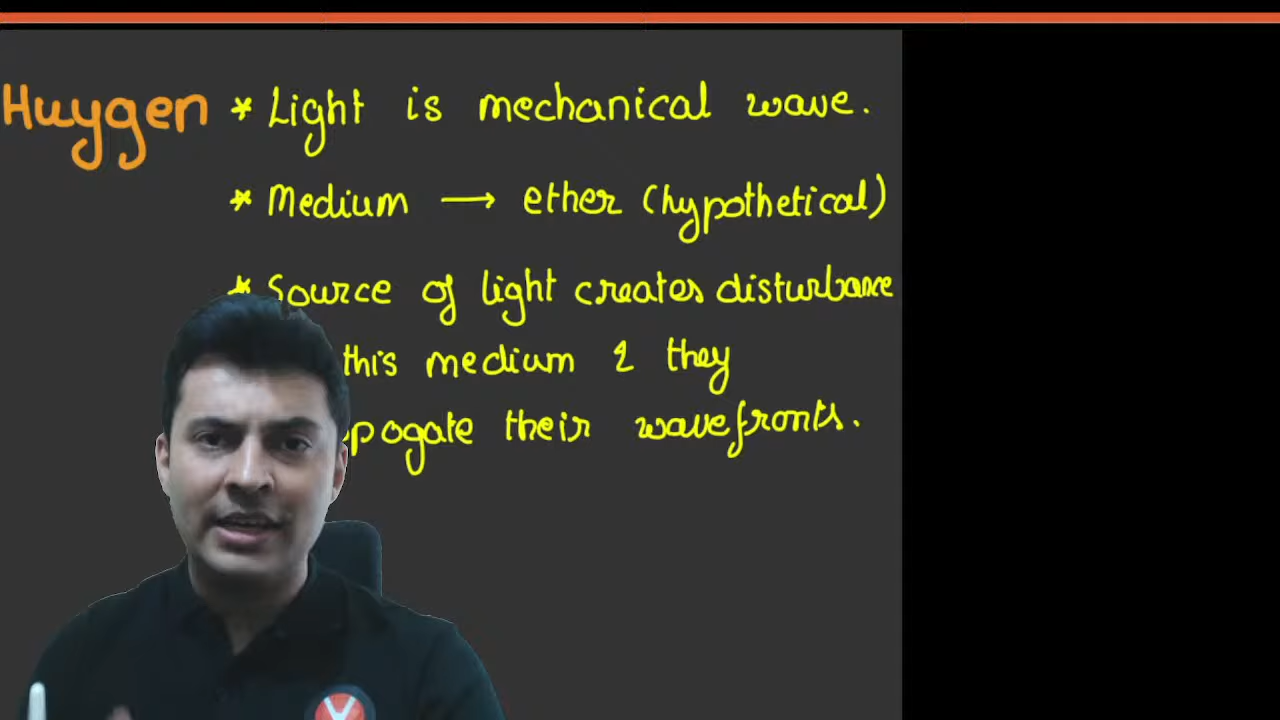 Huygen * Light is mechanical wave.
* Medium → ether (hypothetical)
* Source of light creates disturbance
this medium & they
pogate their wavefronts.